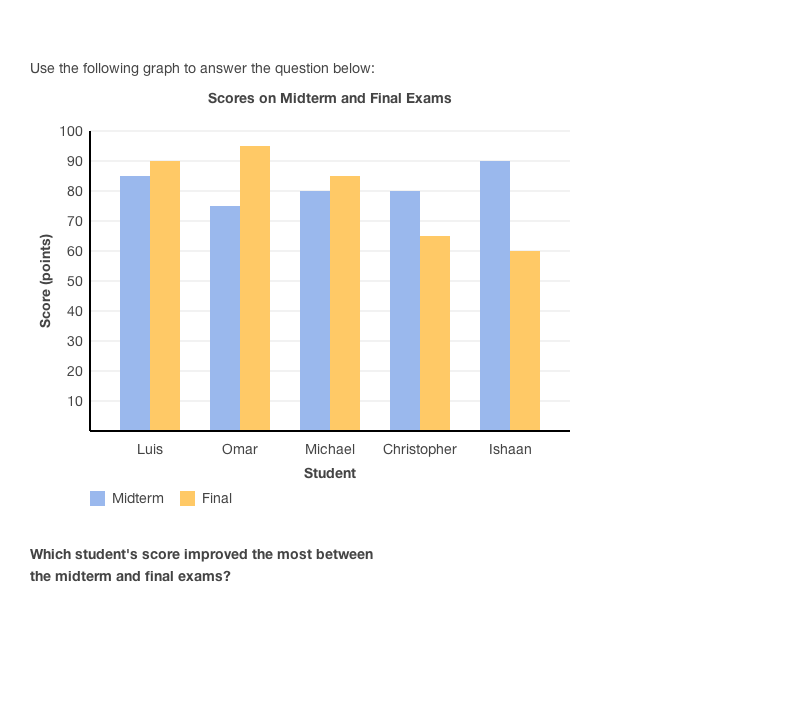 Use the following graph to answer the question below:
Scores on Midterm and Final Exams
100
90
80
70
60
50
40
30
20
10
Score (points)
Luis Omar Michael Christopher Ishaan
Student
Midterm Final
Which student's score improved the most between
the midterm and final exams?